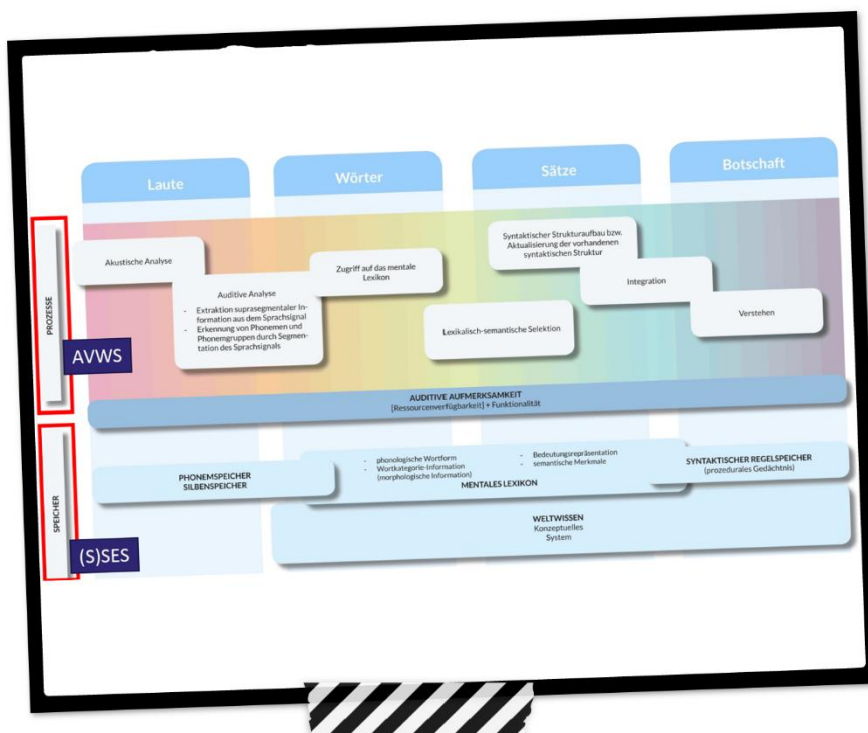 Laute
Wörter
Sätze
Botschaft
PROZESSE
AVWS
Akustische Analyse
Auditive Analyse
- Extraktion suprasegmentaler In-
formation aus dem Sprachsignal
- Erkennung von Phonemen und
Phonemgruppen durch Segmen-
tation des Sprachsignals
Zugriff auf das mentale
Lexikon
Lexikalisch-semantische Selektion
Syntaktischer Strukturaufbau bzw.
Aktualisierung der vorhandenen
syntaktischen Struktur
Integration
Verstehen
AUDITIVE AUFMERKSAMKEIT
[Ressourcenverfügbarkeit] + Funktionalität
SPEICHER
(S)SES
PHONEMSPEICHER
SILBENSPEICHER
- phonologische Wortform
- Wortkategorie-Information
(morphologische Information)
- Bedeutungsrepräsentation
- semantische Merkmale
MENTALES LEXIKON
SYNTAKTISCHER REGELSPEICHER
(prozedurales Gedächtnis)
WELTWISSEN
Konzeptuelles
System